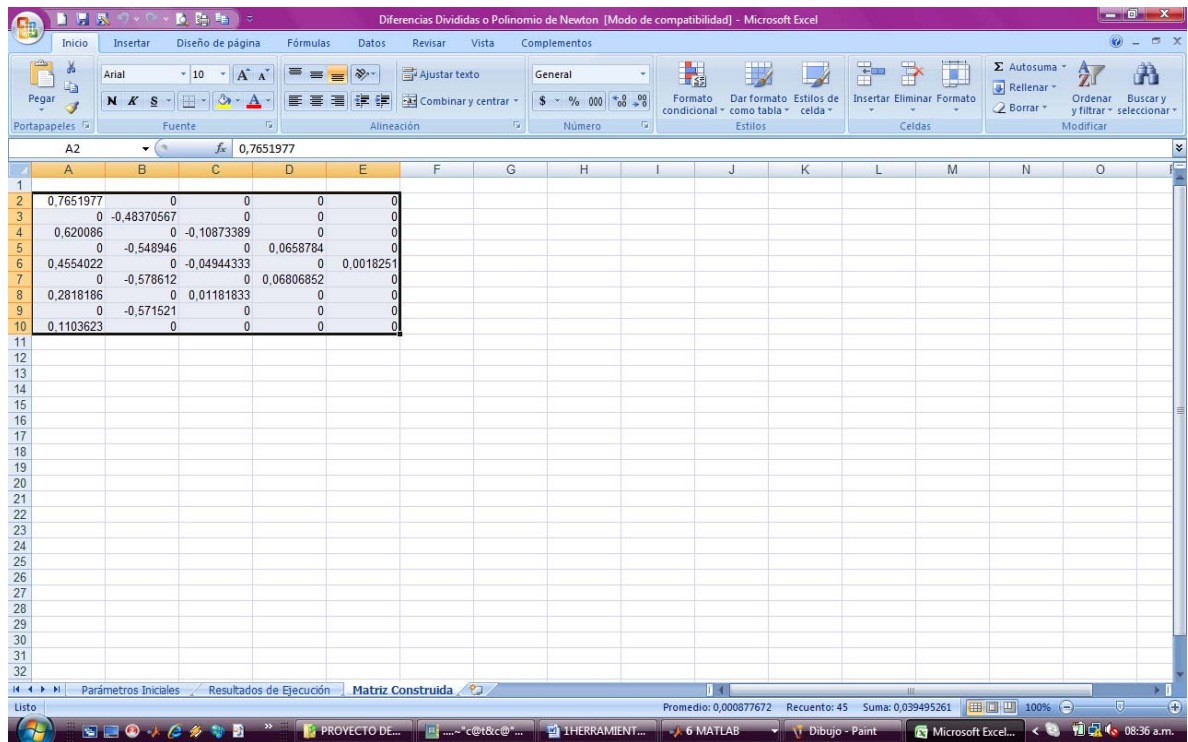 Diferencias Divididas o Polinomio de Newton [Modo de compatibilidad] - Microsoft Excel
Inicio Insertar Diseño de página Fórmulas Datos Revisar Vista Complementos
Pegar
Portapapeles
Arial 10
N K S
Fuente
Ajustar texto
Combinar y centrar
Alineación
General
$ % 000
Número
Formato condicional
Dar formato como tabla
Estilos de celda
Estilos
Insertar Eliminar Formato
Celdas
Σ Autosuma
Rellenar
Borrar
Ordenar y filtrar
Buscar y seleccionar
Modificar
A2 fx 0,7651977
A B C D E F G H I J K L M N O
1
2 0,7651977 0 0 0 0
3 0 -0,48370567 0 0 0
4 0,620086 0 -0,10873389 0 0
5 0 -0,548946 0 0,0658784 0
6 0,4554022 0 -0,04944333 0 0,0018251
7 0 -0,578612 0 0,06806852 0
8 0,2818186 0 0,01181833 0 0
9 0 -0,571521 0 0 0
10 0,1103623 0 0 0 0
11
12
13
14
15
16
17
18
19
20
21
22
23
24
25
26
27
28
29
30
31
32
Parámetros Iniciales Resultados de Ejecución Matriz Construida
Listo Promedio: 0,000877672 Recuento: 45 Suma: 0,039495261 100%
PROYECTO DE... ....~"c@t&c@"... 1HERRAMIENT... 6 MATLAB Dibujo - Paint Microsoft Excel... 08:36 a.m.